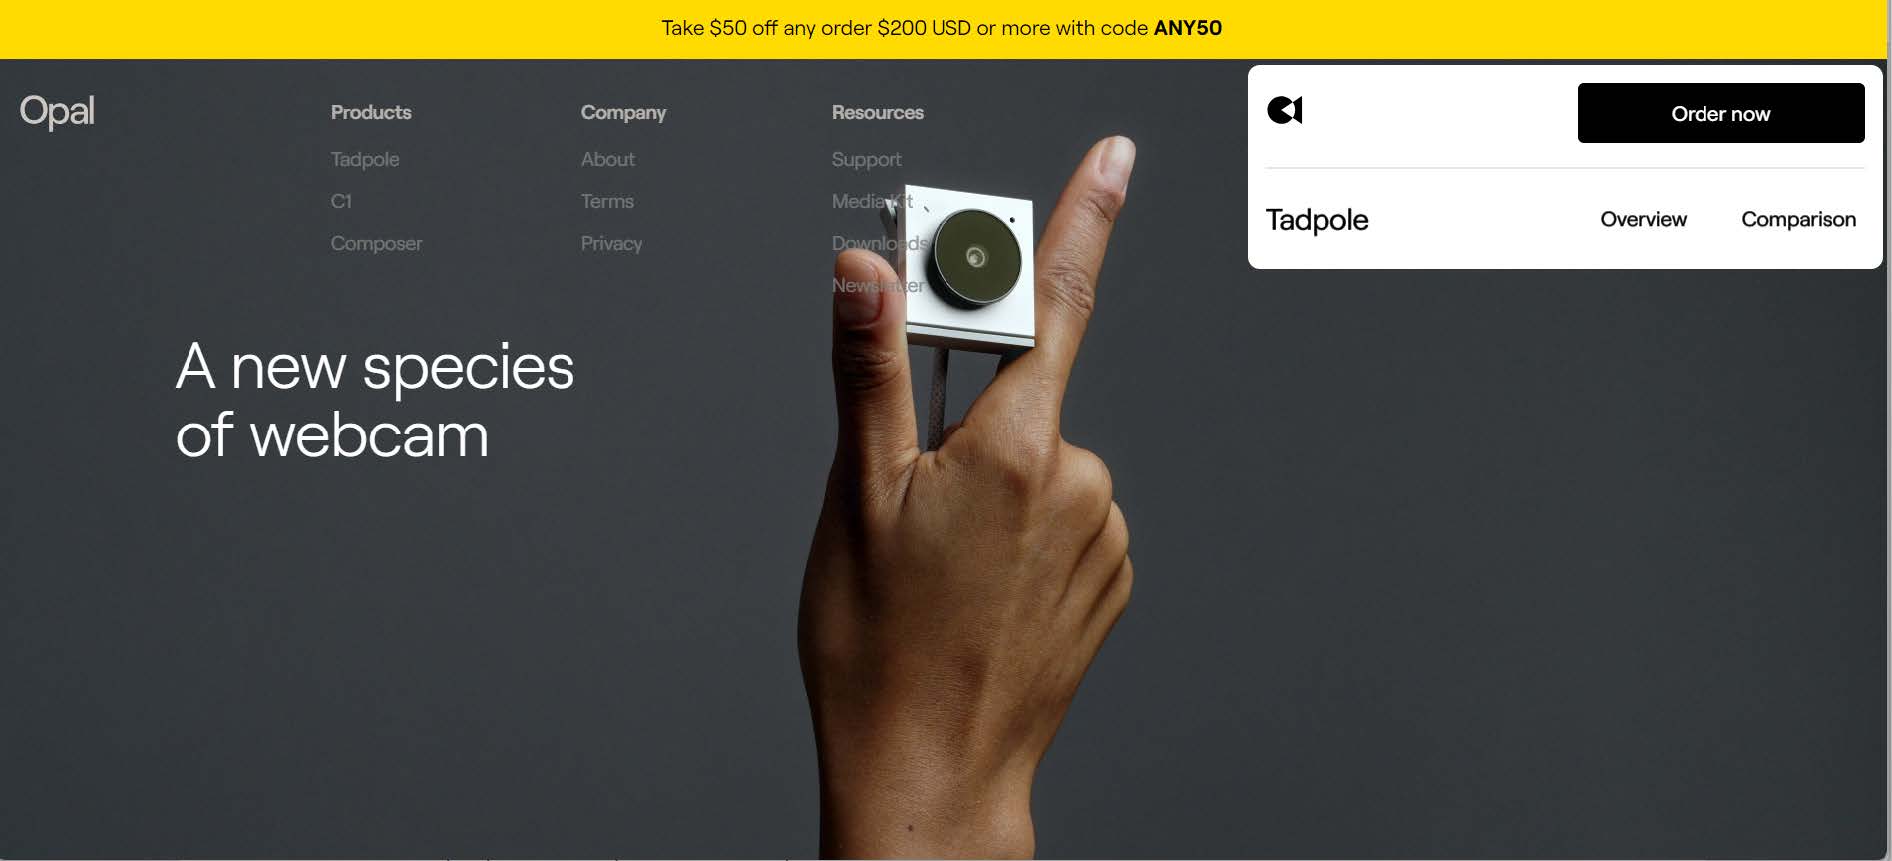 Take $50 off any order $200 USD or more with code ANY50
Opal
Products
Tadpole
C1
Composer
Company
About
Terms
Privacy
Resources
Support
Media Kit
Downloads
Newsletter
Order now
Tadpole
Overview
Comparison
A new species
of webcam